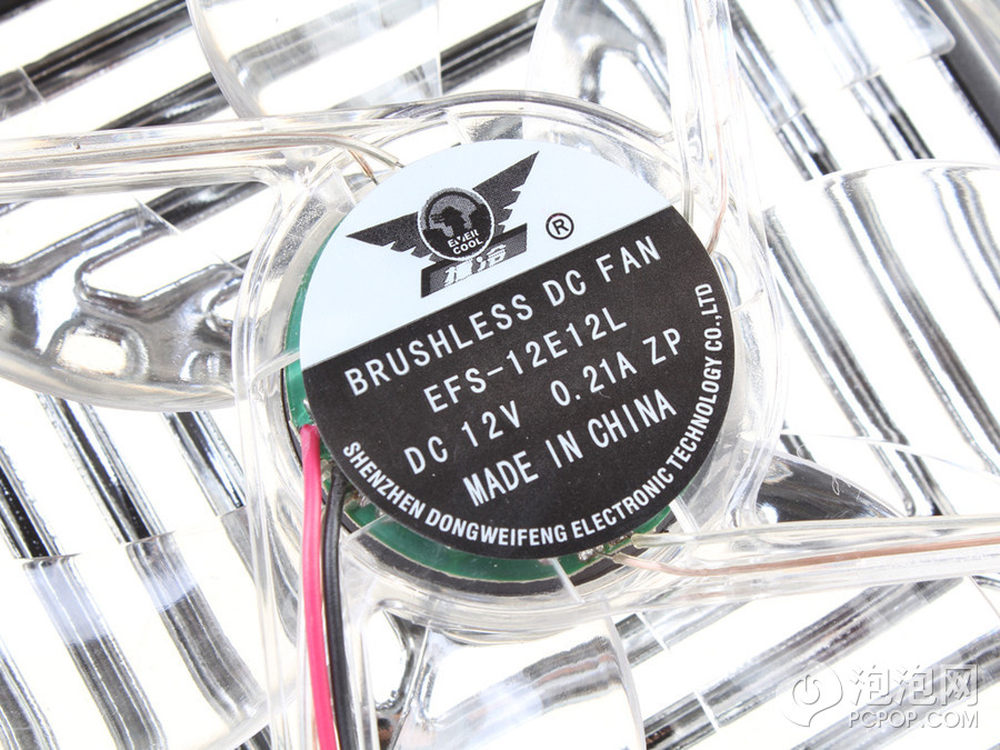 EVER
COOL
®
BRUSHLESS DC FAN
EFS-12E12L
DC 12V 0.21A ZP
MADE IN CHINA
SHENZHEN DONGWEIFENG ELECTRONIC TECHNOLOGY CO.,LTD
泡泡网
PCPOP.COM